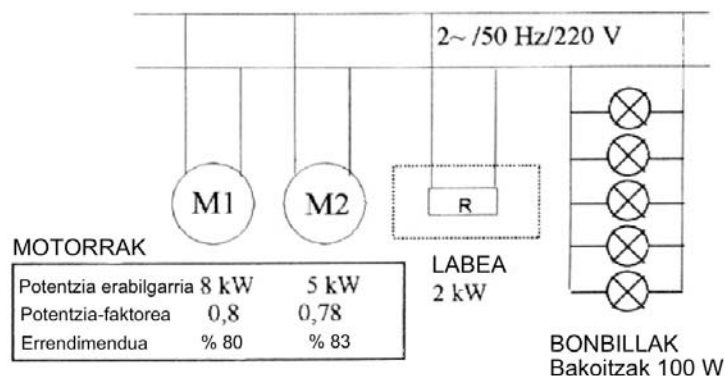 2~ /50 Hz/220 V
M1
M2
R
MOTORRAK
Potentzia erabilgarria 8 kW 5 kW
Potentzia-faktorea 0,8 0,78
Errendimendua % 80 % 83
LABEA
2 kW
BONBILLAK
Bakoitzak 100 W